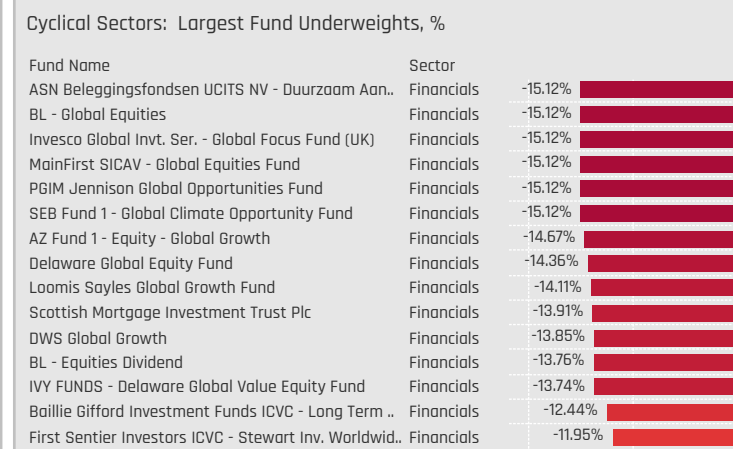 Cyclical Sectors: Largest Fund Underweights, %
Fund Name Sector
ASN Beleggingsfondsen UCITS NV - Duurzaam Aan.. Financials -15.12%
BL - Global Equities Financials -15.12%
Invesco Global Invt. Ser. - Global Focus Fund (UK) Financials -15.12%
MainFirst SICAV - Global Equities Fund Financials -15.12%
PGIM Jennison Global Opportunities Fund Financials -15.12%
SEB Fund 1 - Global Climate Opportunity Fund Financials -15.12%
AZ Fund 1 - Equity - Global Growth Financials -14.67%
Delaware Global Equity Fund Financials -14.36%
Loomis Sayles Global Growth Fund Financials -14.11%
Scottish Mortgage Investment Trust Plc Financials -13.91%
DWS Global Growth Financials -13.85%
BL - Equities Dividend Financials -13.76%
IVY FUNDS - Delaware Global Value Equity Fund Financials -13.74%
Baillie Gifford Investment Funds ICVC - Long Term .. Financials -12.44%
First Sentier Investors ICVC - Stewart Inv. Worldwid.. Financials -11.95%